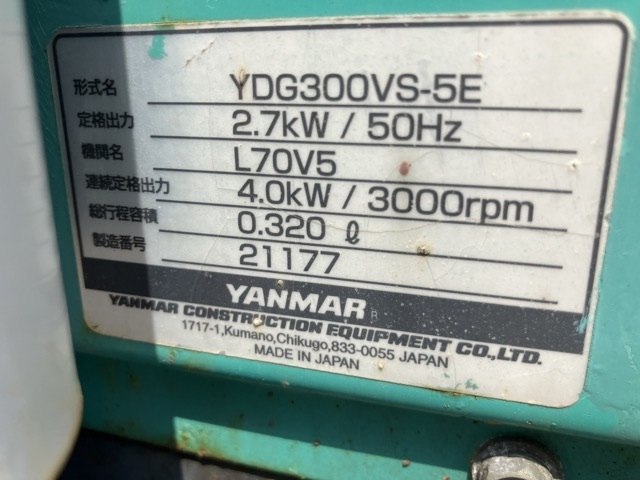 形式名 YDG300VS-5E
定格出力 2.7kW / 50Hz
機関名 L70V5
連続定格出力 4.0kW / 3000rpm
総行程容積 0.320 ℓ
製造番号 21177
YANMAR®
YANMAR CONSTRUCTION EQUIPMENT CO.,LTD.
1717-1,Kumano,Chikugo,833-0055 JAPAN
MADE IN JAPAN